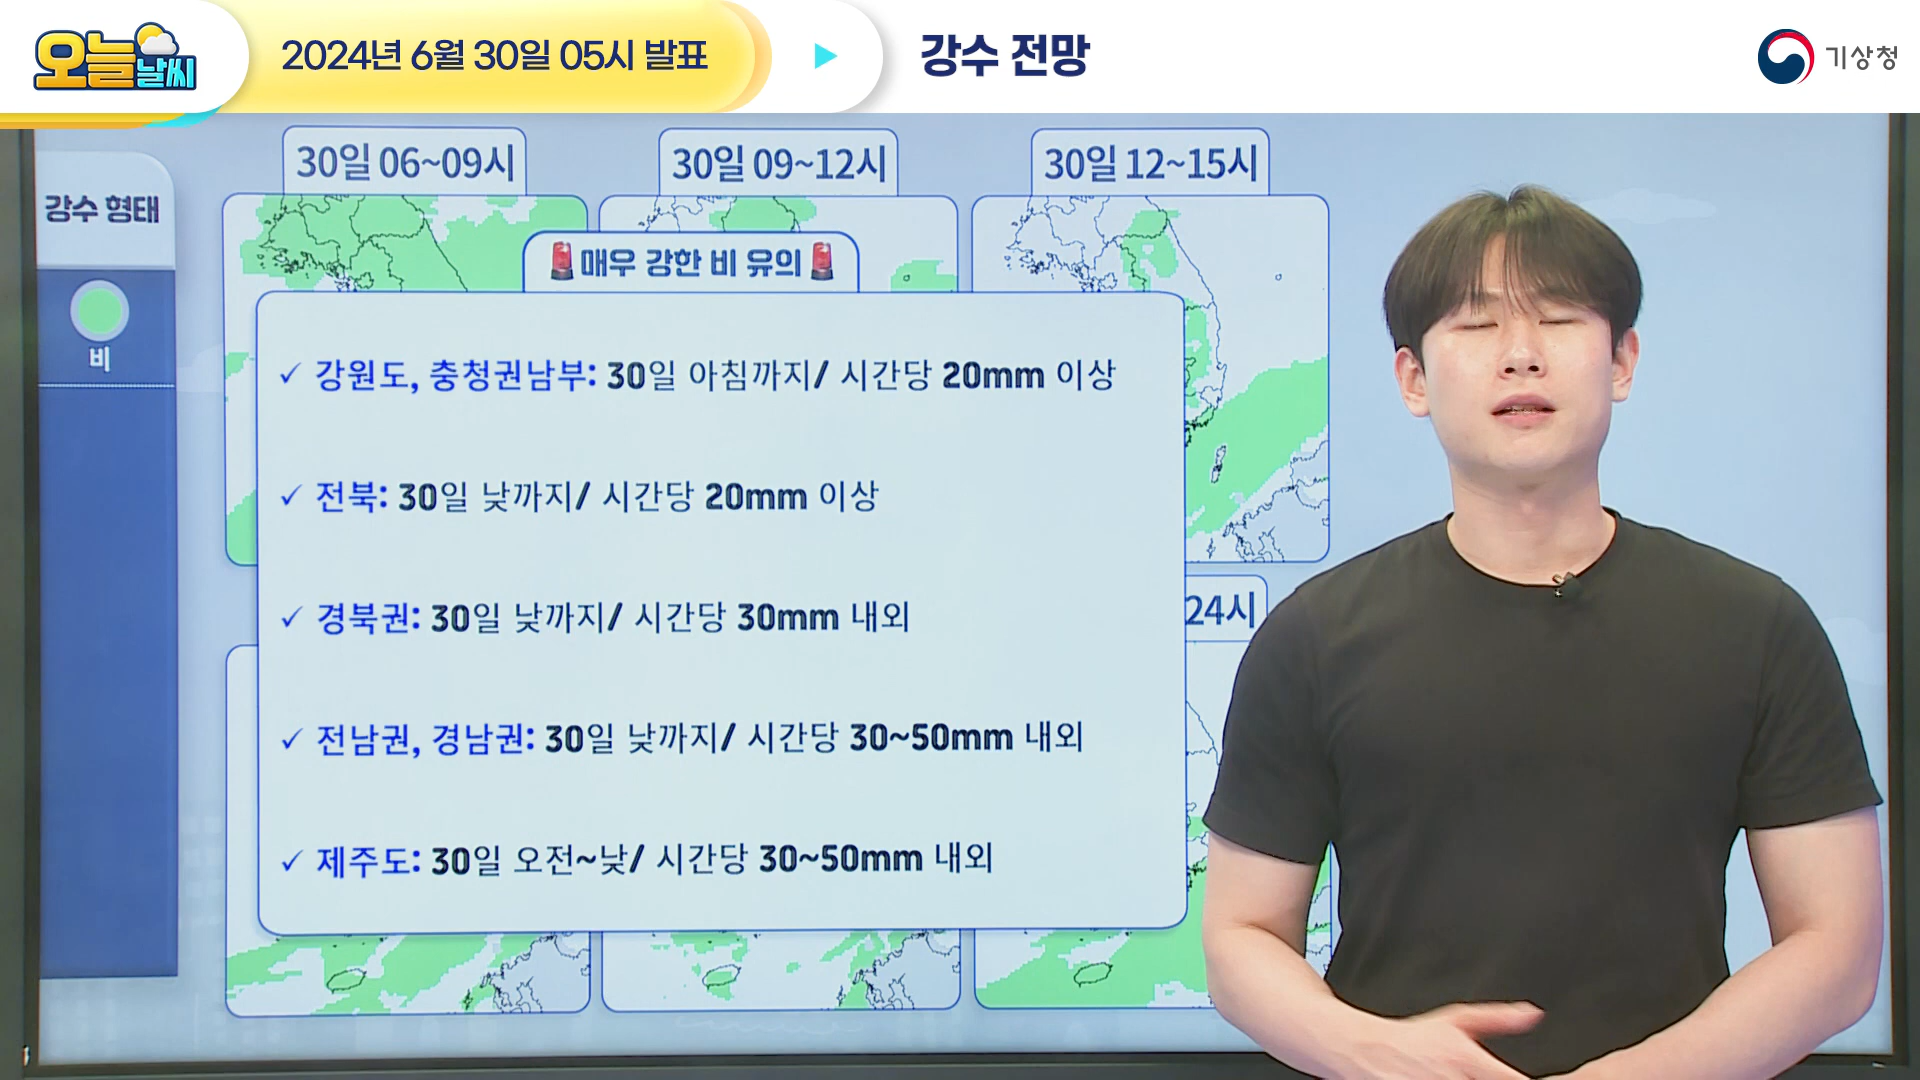 오늘날씨
2024년 6월 30일 05시 발표
강수 전망
기상청
30일 06~09시
30일 09~12시
30일 12~15시
강수 형태
비
매우 강한 비 유의
✓ 강원도, 충청권남부: 30일 아침까지/ 시간당 20mm 이상
✓ 전북: 30일 낮까지/ 시간당 20mm 이상
✓ 경북권: 30일 낮까지/ 시간당 30mm 내외
24시
✓ 전남권, 경남권: 30일 낮까지/ 시간당 30~50mm 내외
✓ 제주도: 30일 오전~낮/ 시간당 30~50mm 내외